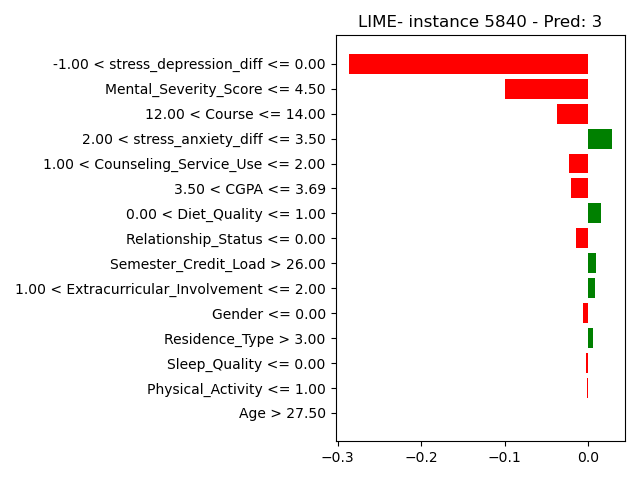 LIME- instance 5840 - Pred: 3
-1.00 < stress_depression_diff <= 0.00
Mental_Severity_Score <= 4.50
12.00 < Course <= 14.00
2.00 < stress_anxiety_diff <= 3.50
1.00 < Counseling_Service_Use <= 2.00
3.50 < CGPA <= 3.69
0.00 < Diet_Quality <= 1.00
Relationship_Status <= 0.00
Semester_Credit_Load > 26.00
1.00 < Extracurricular_Involvement <= 2.00
Gender <= 0.00
Residence_Type > 3.00
Sleep_Quality <= 0.00
Physical_Activity <= 1.00
Age > 27.50
−0.3 −0.2 −0.1 0.0